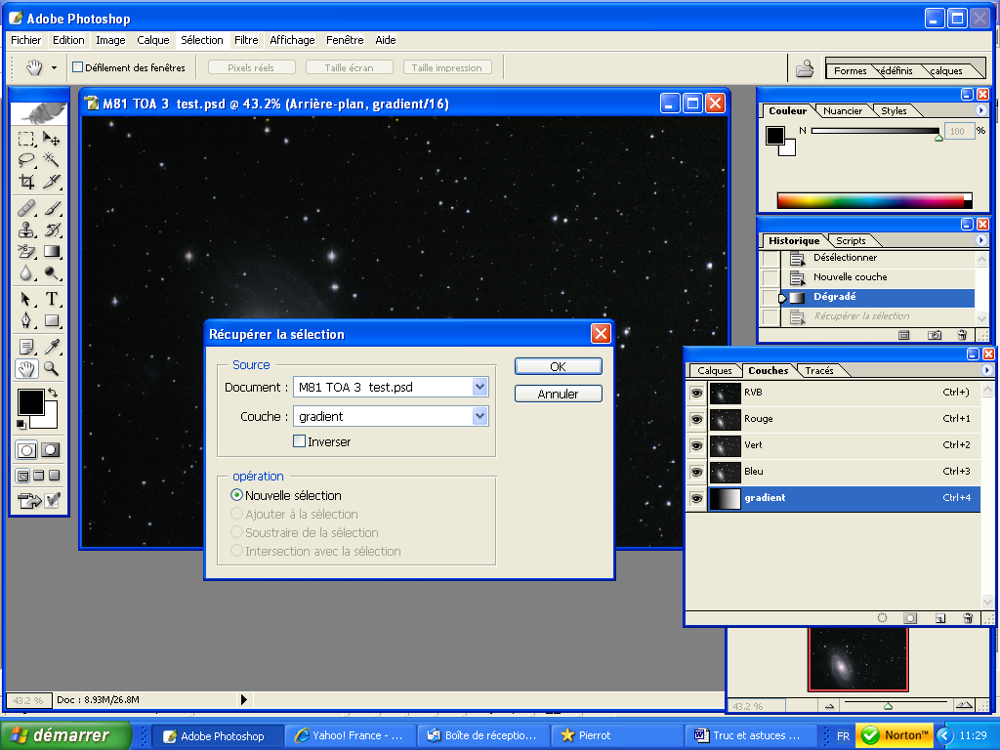 Adobe Photoshop
Fichier Edition Image Calque Sélection Filtre Affichage Fenêtre Aide
Défilement des fenêtres Pixels réels Taille écran Taille impression Formes rédéfinis calques
M81 TOA 3 test.psd @ 43.2% (Arrière-plan, gradient/16)
Couleur Nuancier Styles
N 100 %
Historique Scripts
Désélectionner
Nouvelle couche
Dégradé
Récupérer la sélection
Récupérer la sélection
Source
Document : M81 TOA 3 test.psd
Couche : gradient
Inverser
opération
Nouvelle sélection
Ajouter à la sélection
Soustraire de la sélection
Intersection avec la sélection
OK
Annuler
Calques Couches Tracés
RVB Ctrl+)
Rouge Ctrl+1
Vert Ctrl+2
Bleu Ctrl+3
gradient Ctrl+4
43.2 %
43.2 % Doc : 8.93M/26.8M
démarrer Adobe Photoshop Yahoo! France - ... Boîte de réceptio... Pierrot Truc et astuces ... FR Norton™ 11:29